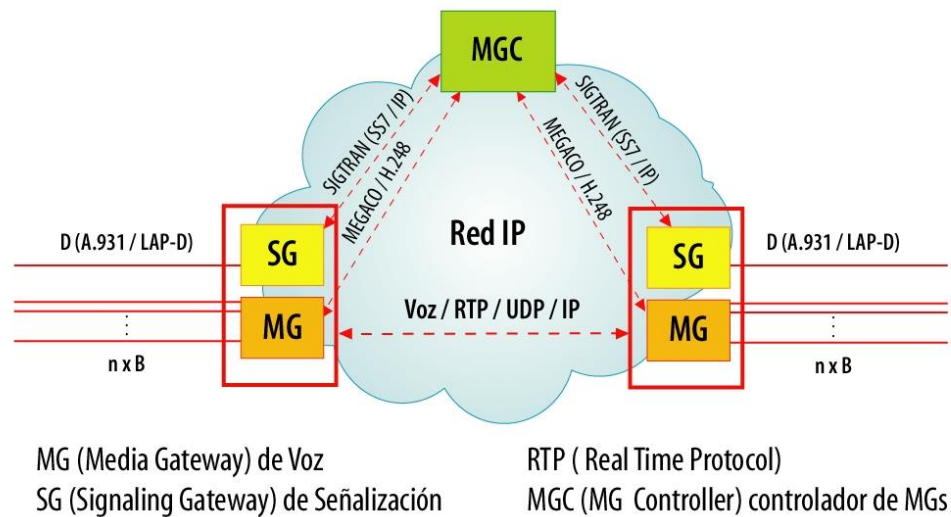 MGC
SIGTRAN (SS7 / IP)
MEGACO / H.248
SIGTRAN (SS7 / IP)
MEGACO / H.248
Red IP
D (A.931 / LAP-D)
SG
SG
D (A.931 / LAP-D)
MG
Voz / RTP / UDP / IP
MG
n x B
n x B
MG (Media Gateway) de Voz
RTP ( Real Time Protocol)
SG (Signaling Gateway) de Señalización
MGC (MG Controller) controlador de MGs